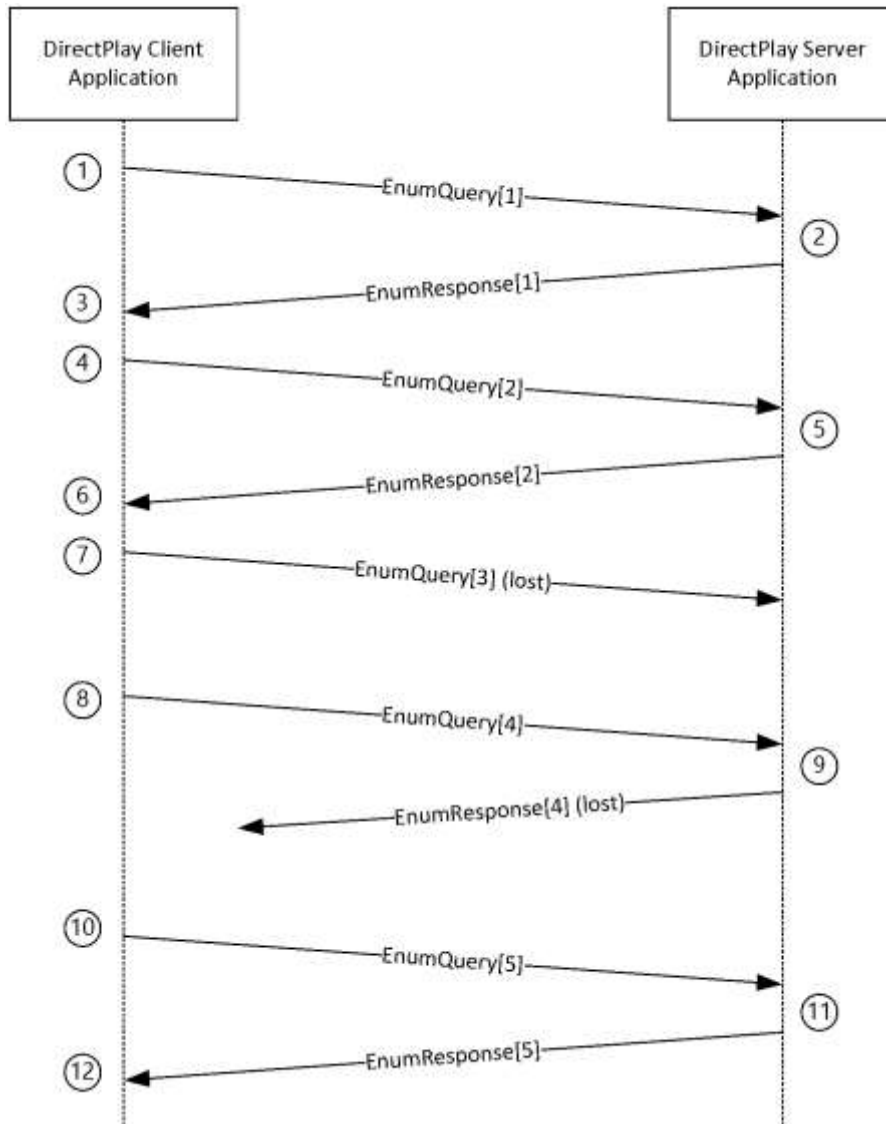 DirectPlay Client
Application
DirectPlay Server
Application
1
EnumQuery[1]
2
EnumResponse[1]
3
4
EnumQuery[2]
5
EnumResponse[2]
6
7
EnumQuery[3] (lost)
8
EnumQuery[4]
9
EnumResponse[4] (lost)
10
EnumQuery[5]
11
EnumResponse[5]
12